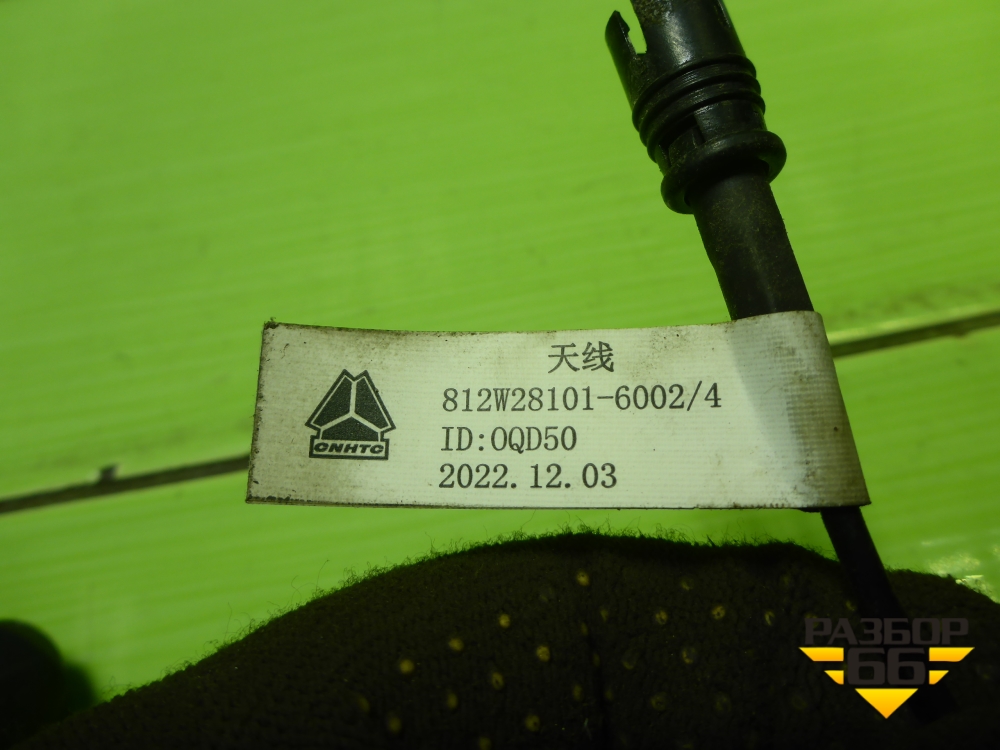 天线
812W28101-6002/4
ID:0QD50
2022.12.03
CNHTC
РАЗБОР
66